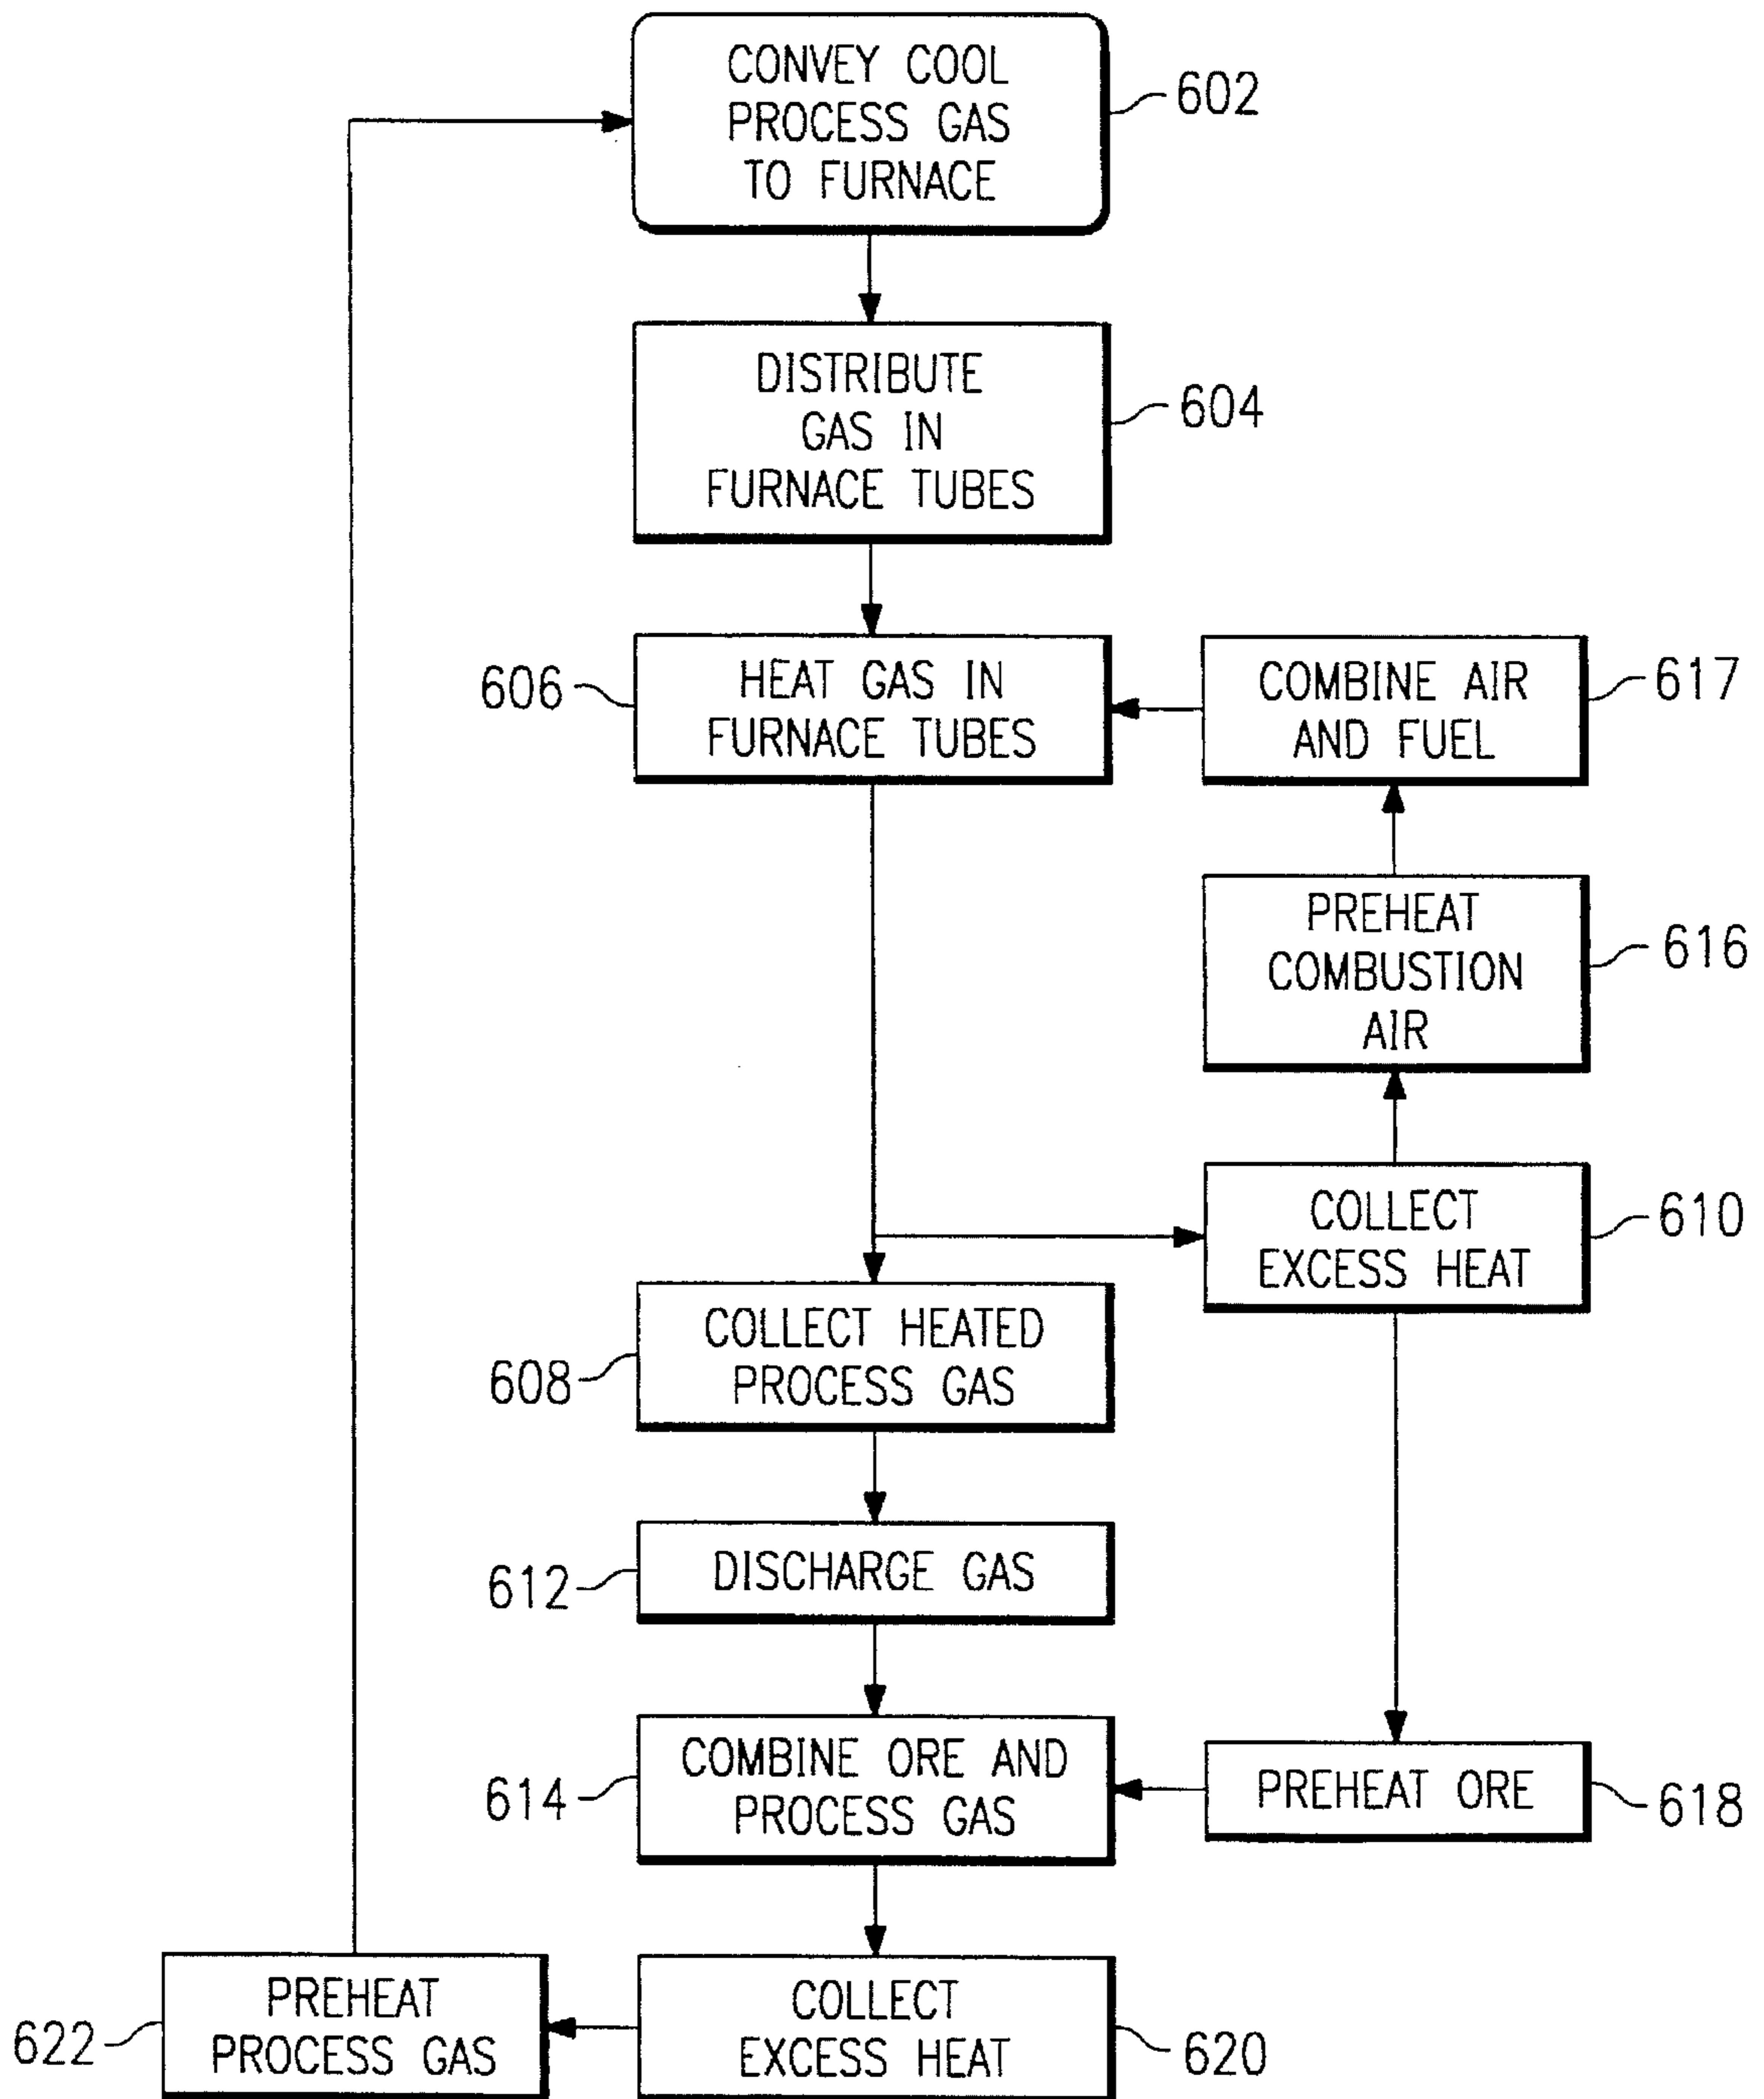 CONVEY COOL
PROCESS GAS
TO FURNACE
602
DISTRIBUTE
GAS IN
FURNACE TUBES
604
606
HEAT GAS IN
FURNACE TUBES
COMBINE AIR
AND FUEL
617
PREHEAT
COMBUSTION
AIR
616
COLLECT
EXCESS HEAT
610
608
COLLECT HEATED
PROCESS GAS
612
DISCHARGE GAS
614
COMBINE ORE AND
PROCESS GAS
PREHEAT ORE
618
622
PREHEAT
PROCESS GAS
COLLECT
EXCESS HEAT
620